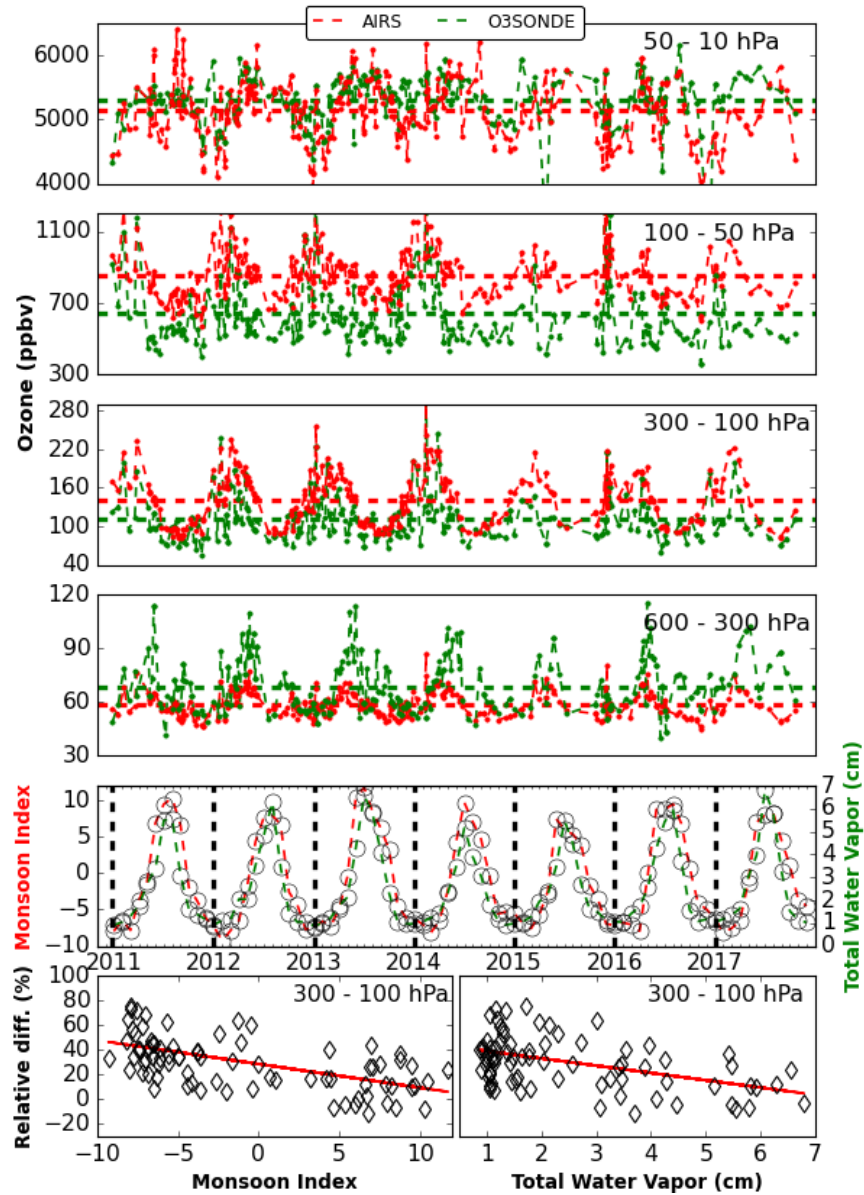 AIRS O3SONDE
50 - 10 hPa
6000
5000
4000
100 - 50 hPa
1100
700
300
Ozone (ppbv)
300 - 100 hPa
280
220
160
100
40
600 - 300 hPa
120
90
60
30
Monsoon Index
10
5
0
−5
−10
7
6
5
4
3
2
1
0
Total Water Vapor (cm)
2011 2012 2013 2014 2015 2016 2017
Relative diff. (%)
100
80
60
40
20
0
−20
300 - 100 hPa
−10 −5 0 5 10
Monsoon Index
300 - 100 hPa
1 2 3 4 5 6 7
Total Water Vapor (cm)